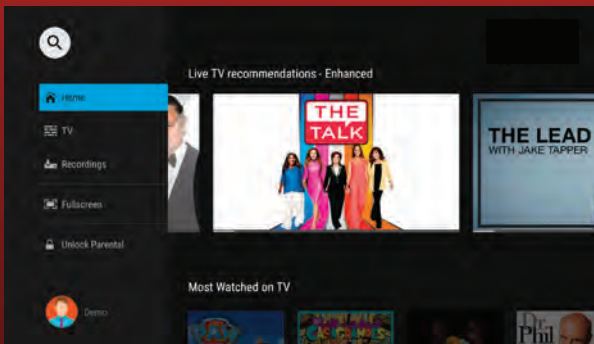 Live TV recommendations - Enhanced
Home
TV
Recordings
Fullscreen
Unlock Parental
Demo
THE
TALK
THE LEAD
WITH JAKE TAPPER
Most Watched on TV
CASAGRANDES
Dr.
Phil